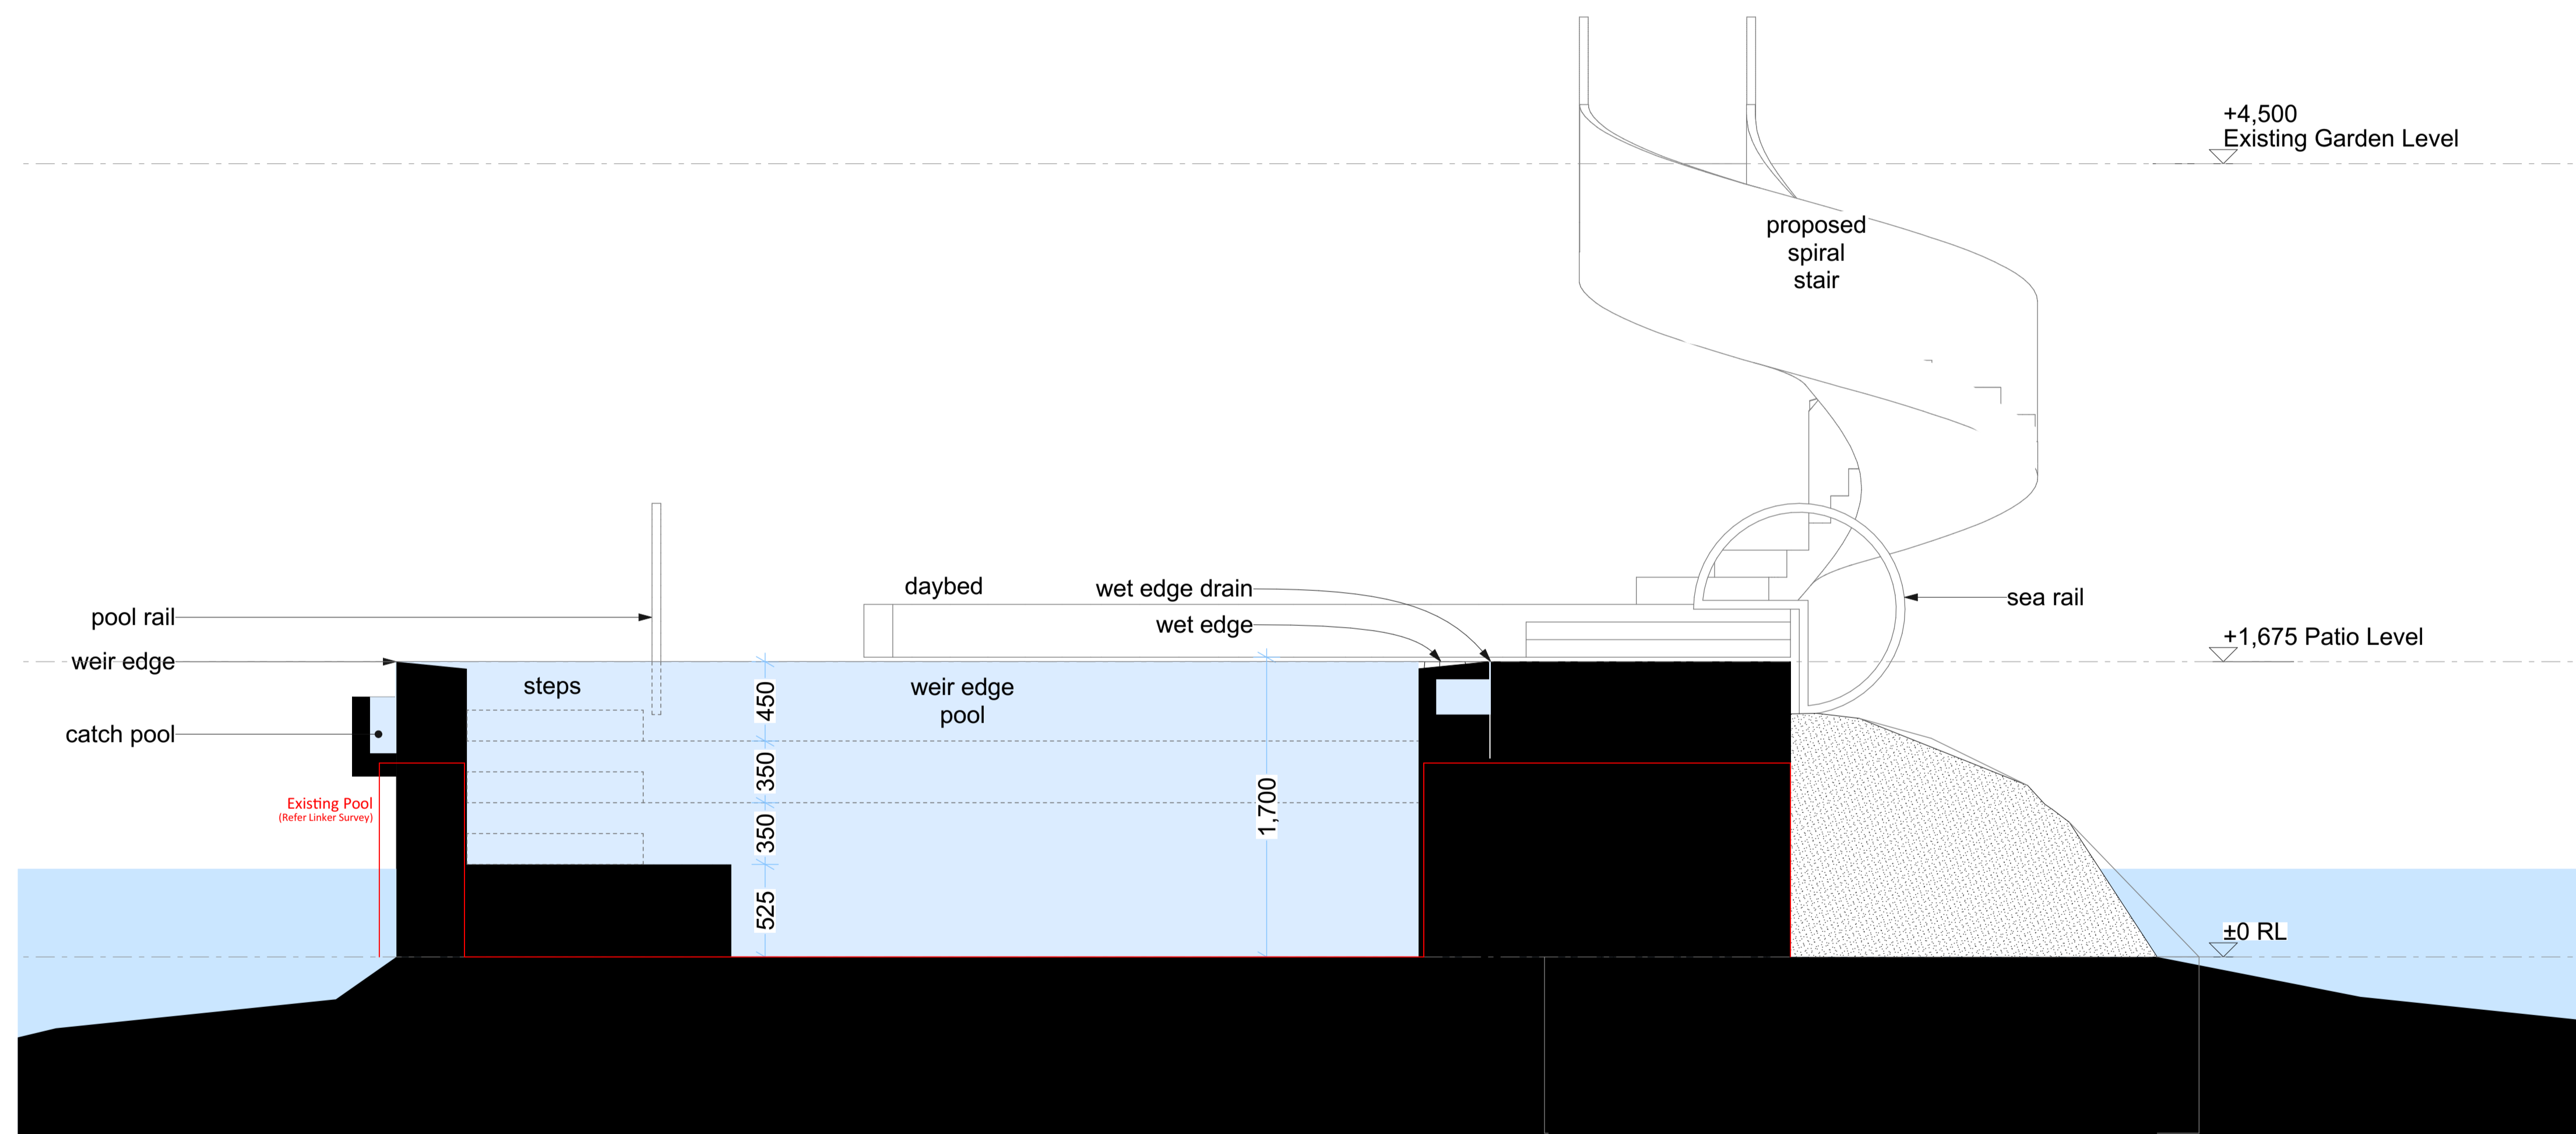 +4,500
Existing Garden Level
proposed
spiral
stair
daybed
wet edge drain
wet edge
sea rail
pool rail
weir edge
+1,675 Patio Level
steps
weir edge
pool
catch pool
450
350
350
525
1,700
Existing Pool
(Refer Linker Survey)
±0 RL